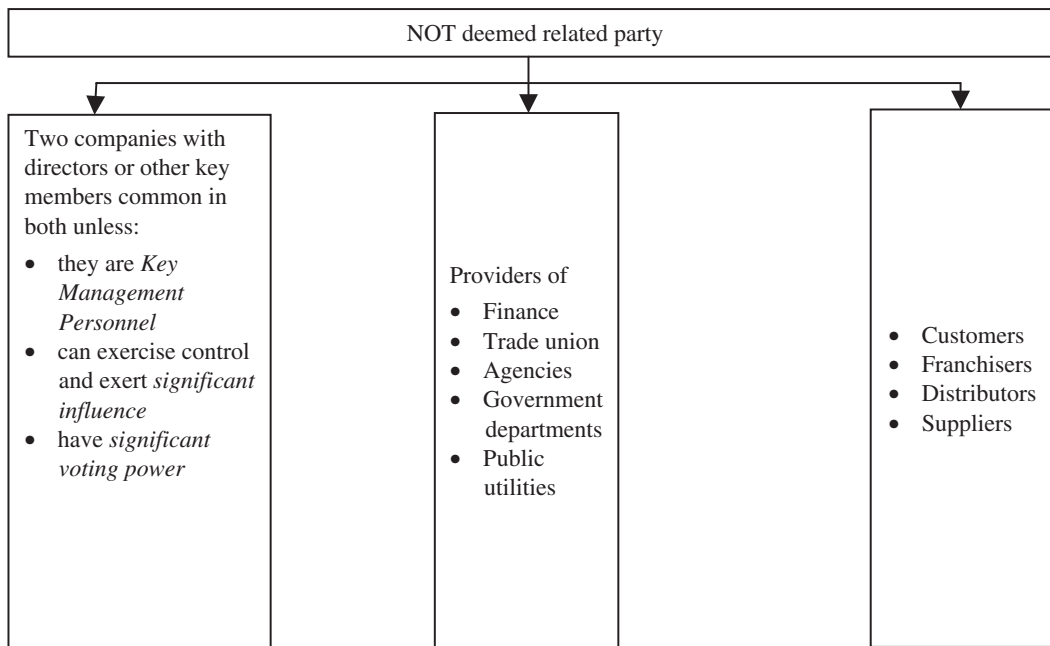 NOT deemed related party
Two companies with
directors or other key
members common in
both unless:
• they are Key
Management
Personnel
• can exercise control
and exert significant
influence
• have significant
voting power
Providers of
• Finance
• Trade union
• Agencies
• Government
departments
• Public
utilities
• Customers
• Franchisers
• Distributors
• Suppliers